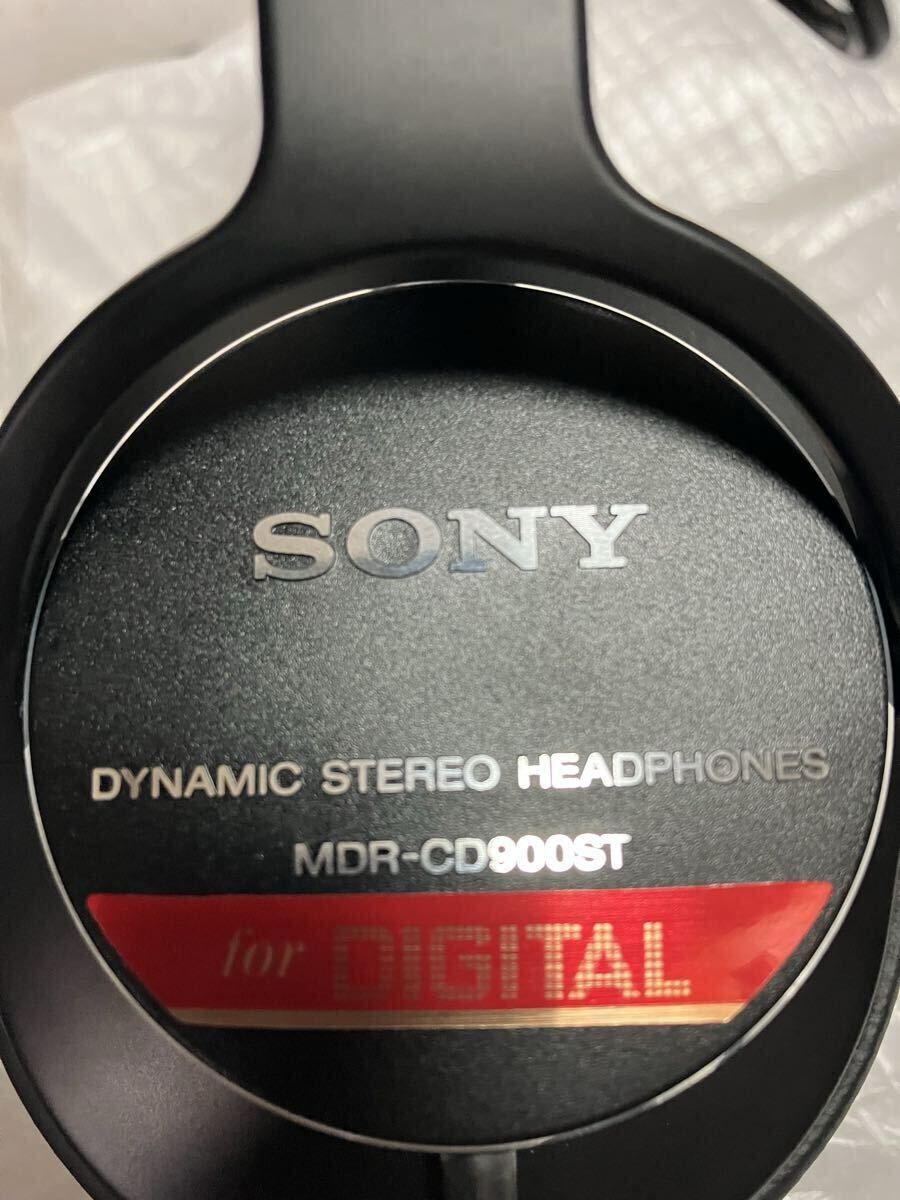 SONY
DYNAMIC STEREO HEADPHONES
MDR-CD900ST
for DIGITAL